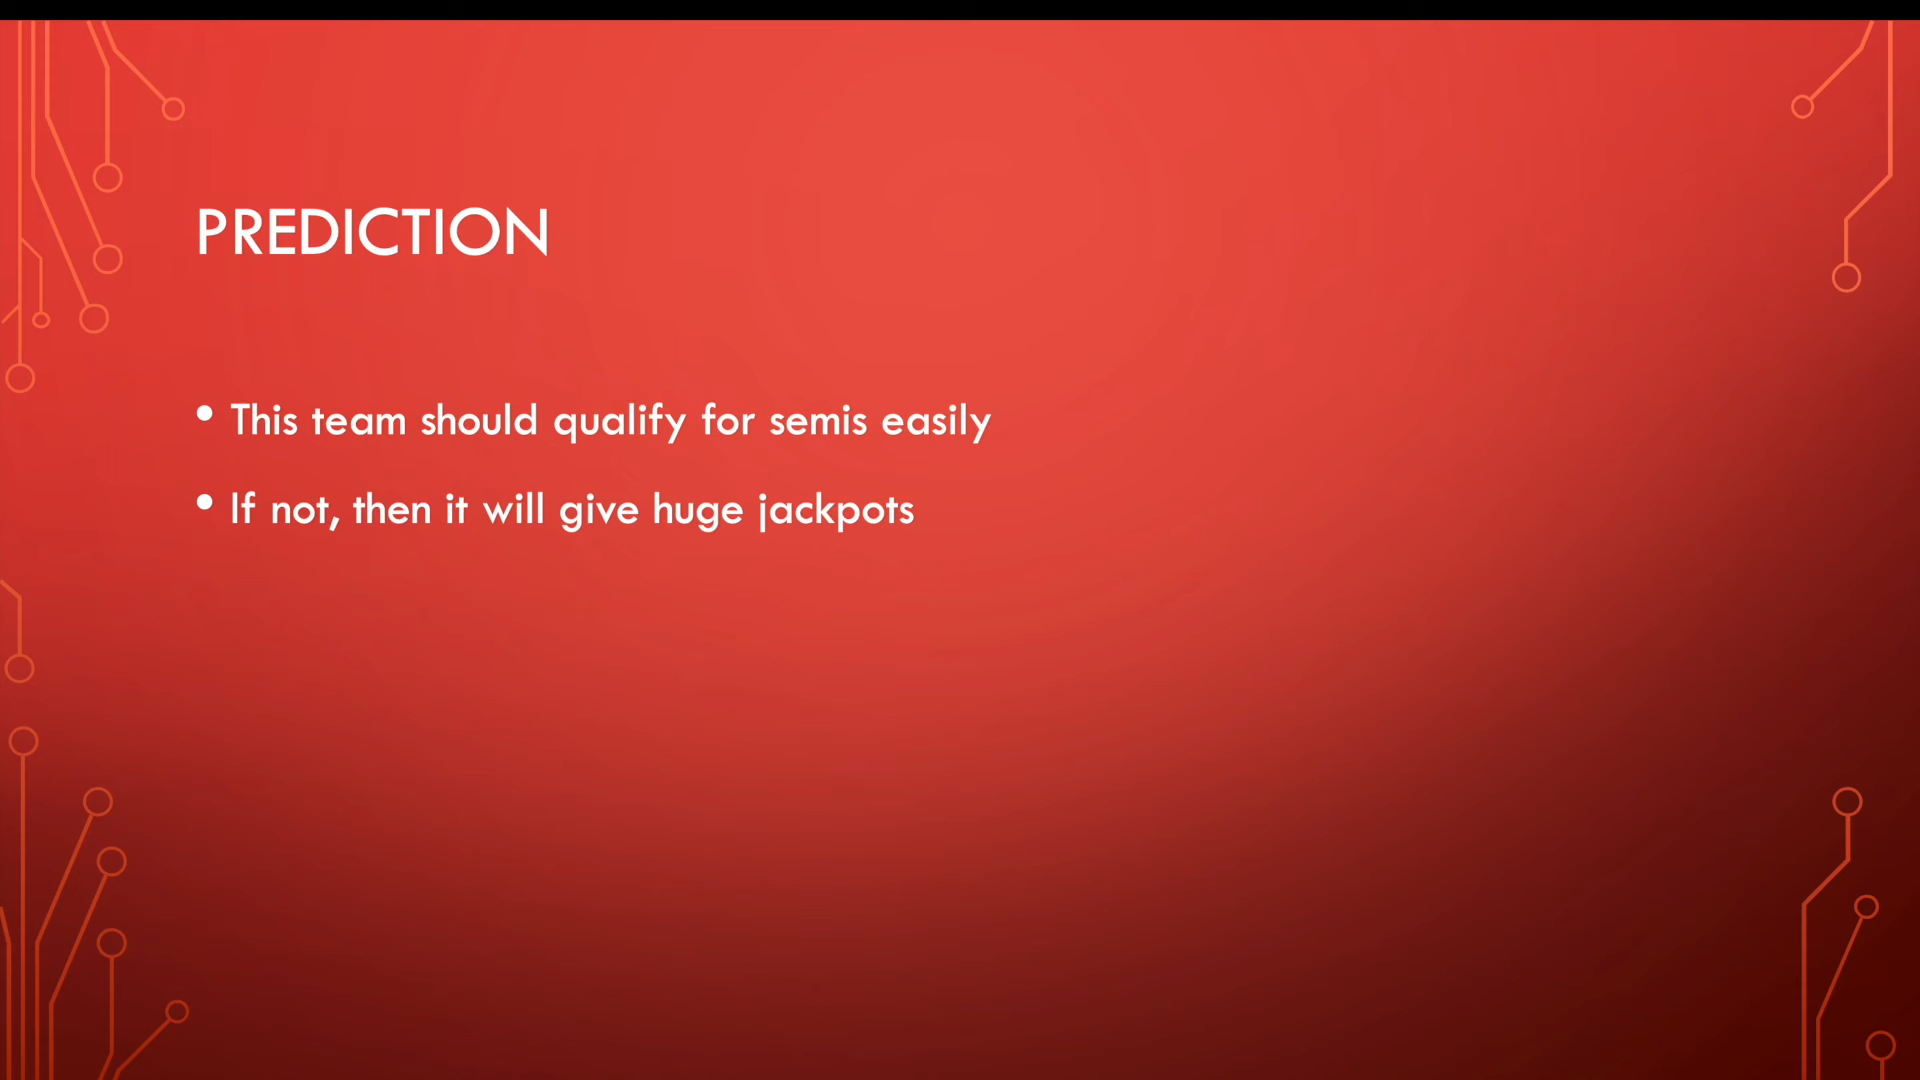 PREDICTION
• This team should qualify for semis easily
• If not, then it will give huge jackpots